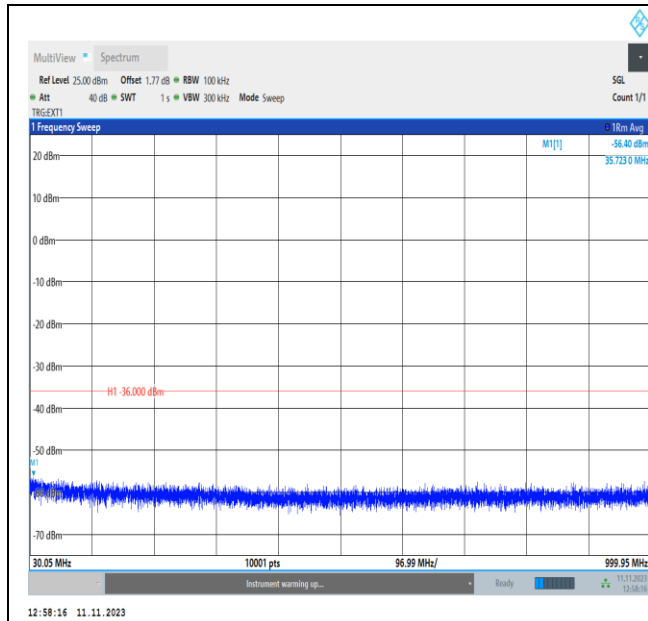 MultiView Spectrum
Ref Level 25.00 dBm Offset 1.77 dB RBW 100 kHz SGL
Att 40 dB SWT 1 s VBW 300 kHz Mode Sweep Count 1/1
TRG:EXT1
1 Frequency Sweep 1Rm Avg
M1[1] -56.40 dBm
35.723 0 MHz
20 dBm
10 dBm
0 dBm
-10 dBm
-20 dBm
-30 dBm
H1 -36.000 dBm
-40 dBm
-50 dBm
M1
-60 dBm
-70 dBm
30.05 MHz 10001 pts 96.99 MHz/ 999.95 MHz
Instrument warming up... Ready 11.11.2023
12:58:16
12:58:16 11.11.2023